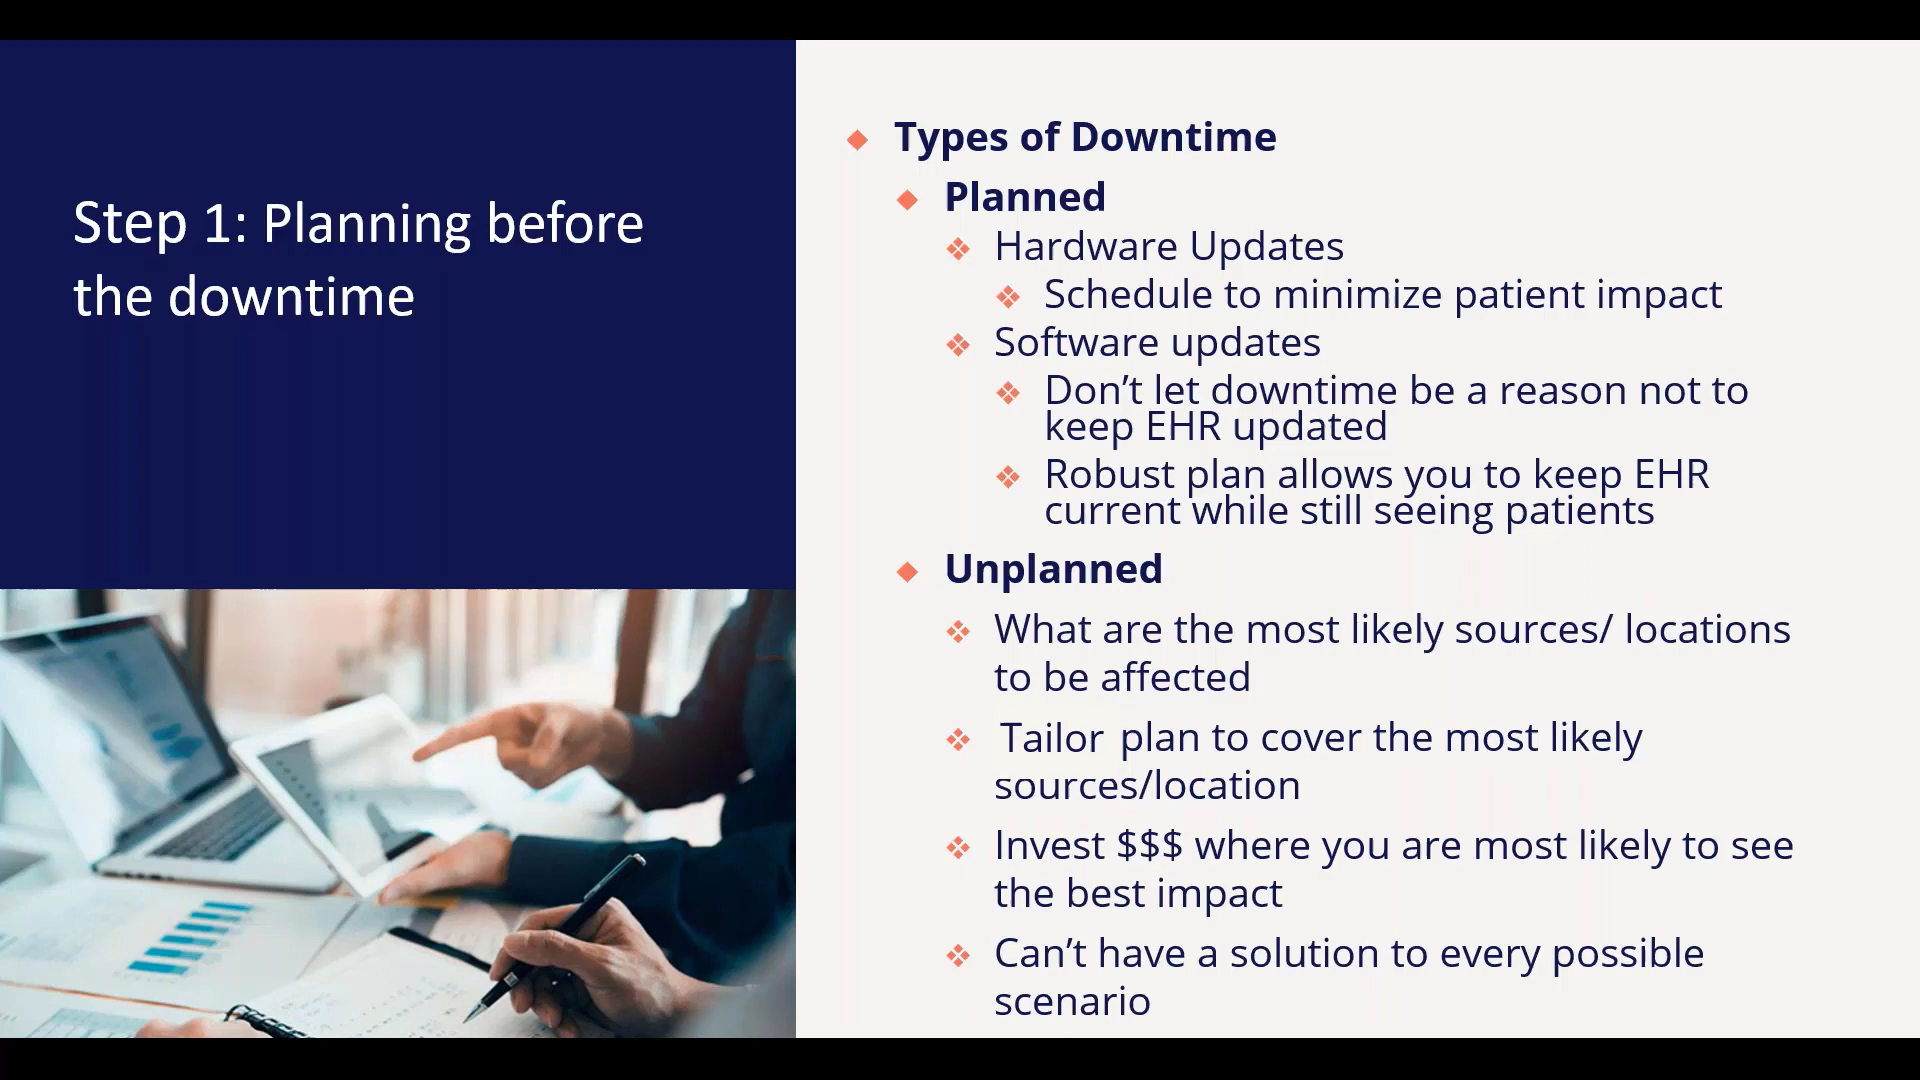 Step 1: Planning before
the downtime
Types of Downtime
Planned
Hardware Updates
Schedule to minimize patient impact
Software updates
Don’t let downtime be a reason not to
keep EHR updated
Robust plan allows you to keep EHR
current while still seeing patients
Unplanned
What are the most likely sources/ locations
to be affected
Tailor plan to cover the most likely
sources/location
Invest $$$ where you are most likely to see
the best impact
Can’t have a solution to every possible
scenario